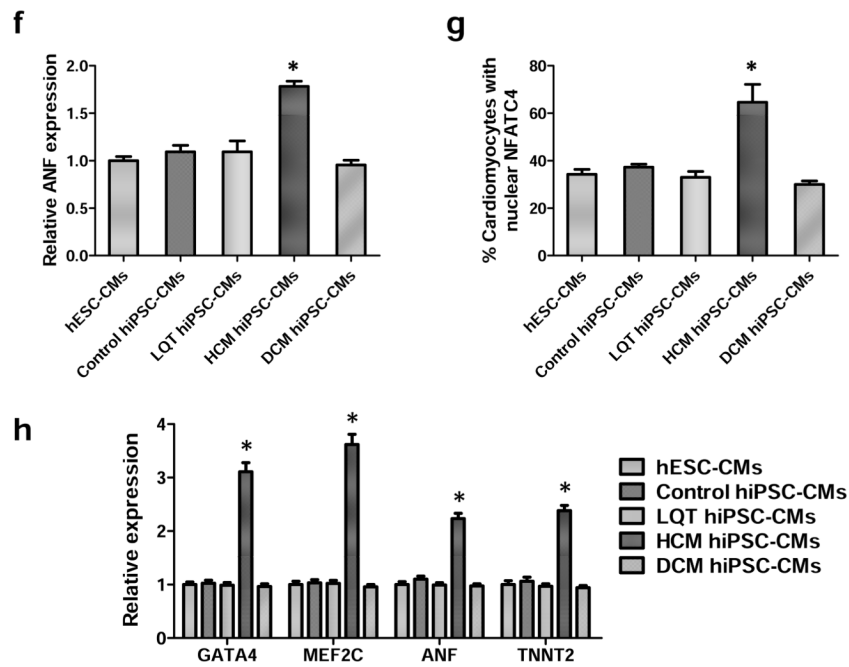 f
Relative ANF expression
2.0
1.5
1.0
0.5
0.0
*
hESC-CMs
Control hiPSC-CMs
LQT hiPSC-CMs
HCM hiPSC-CMs
DCM hiPSC-CMs
g
% Cardiomyocytes with
nuclear NFATC4
80
60
40
20
0
*
hESC-CMs
Control hiPSC-CMs
LQT hiPSC-CMs
HCM hiPSC-CMs
DCM hiPSC-CMs
h
Relative expression
4
3
2
1
0
*
*
*
*
GATA4
MEF2C
ANF
TNNT2
hESC-CMs
Control hiPSC-CMs
LQT hiPSC-CMs
HCM hiPSC-CMs
DCM hiPSC-CMs